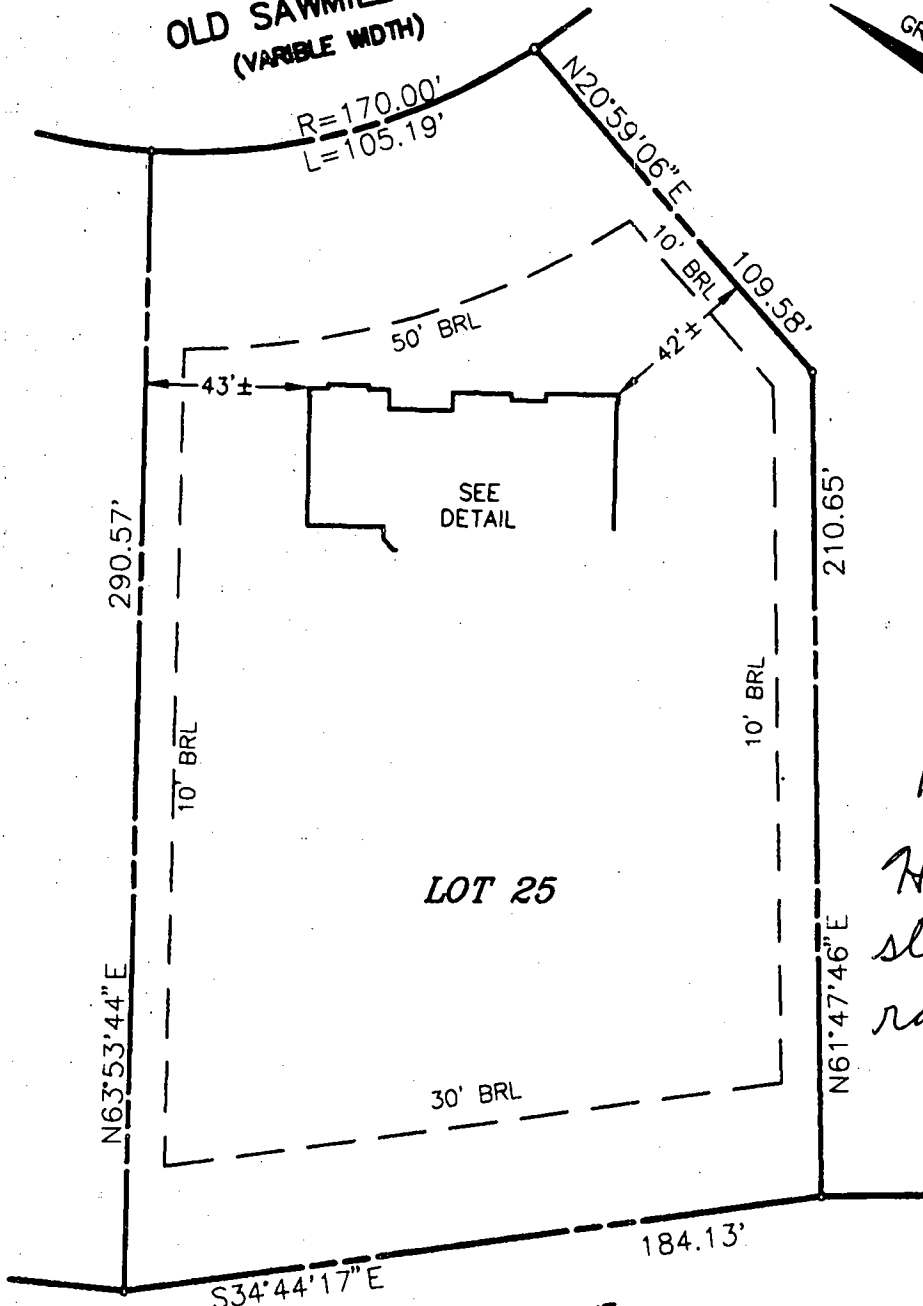 OLD SAWMILL
(VARIBLE WIDTH)
R=170.00'
L=105.19'
N20°59'06"E
109.58'
10' BRL
50' BRL
43'±
42'±
SEE
DETAIL
290.57'
210.65'
10' BRL
10' BRL
LOT 25
N63°53'44"E
N61°47'46"E
30' BRL
184.13'
S34°44'17"E